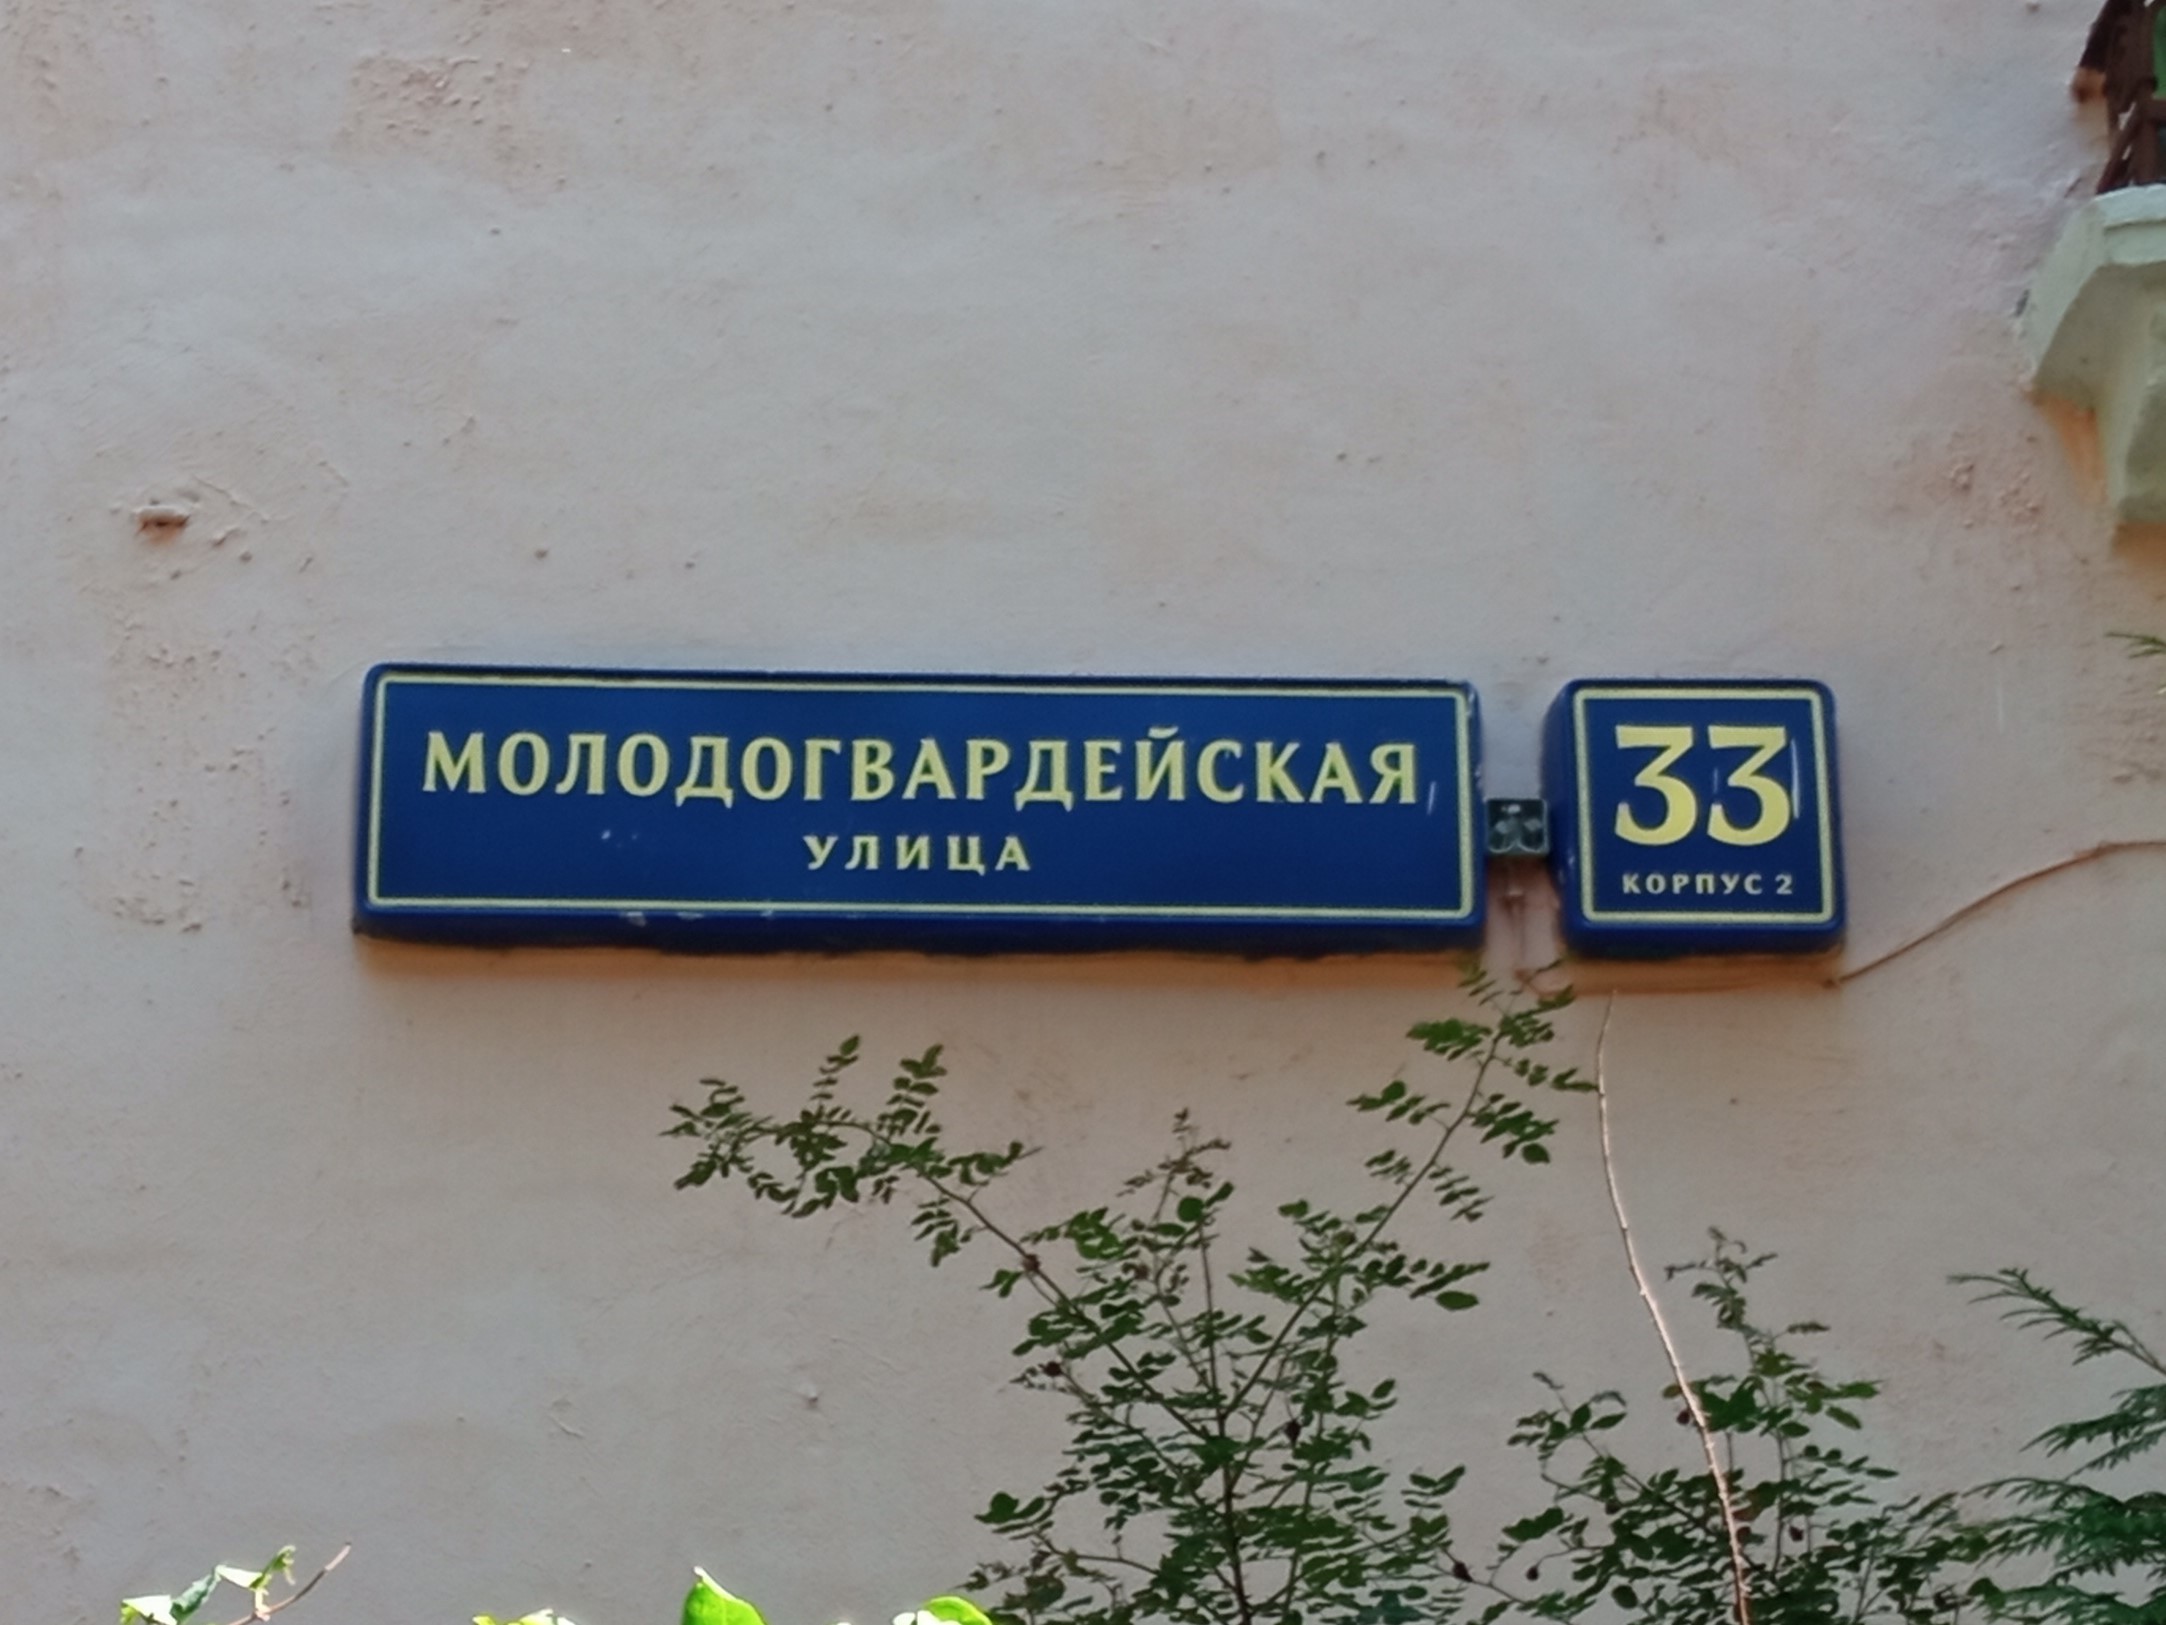 МОЛОДОГВАРДЕЙСКАЯ
УЛИЦА
33
КОРПУС 2